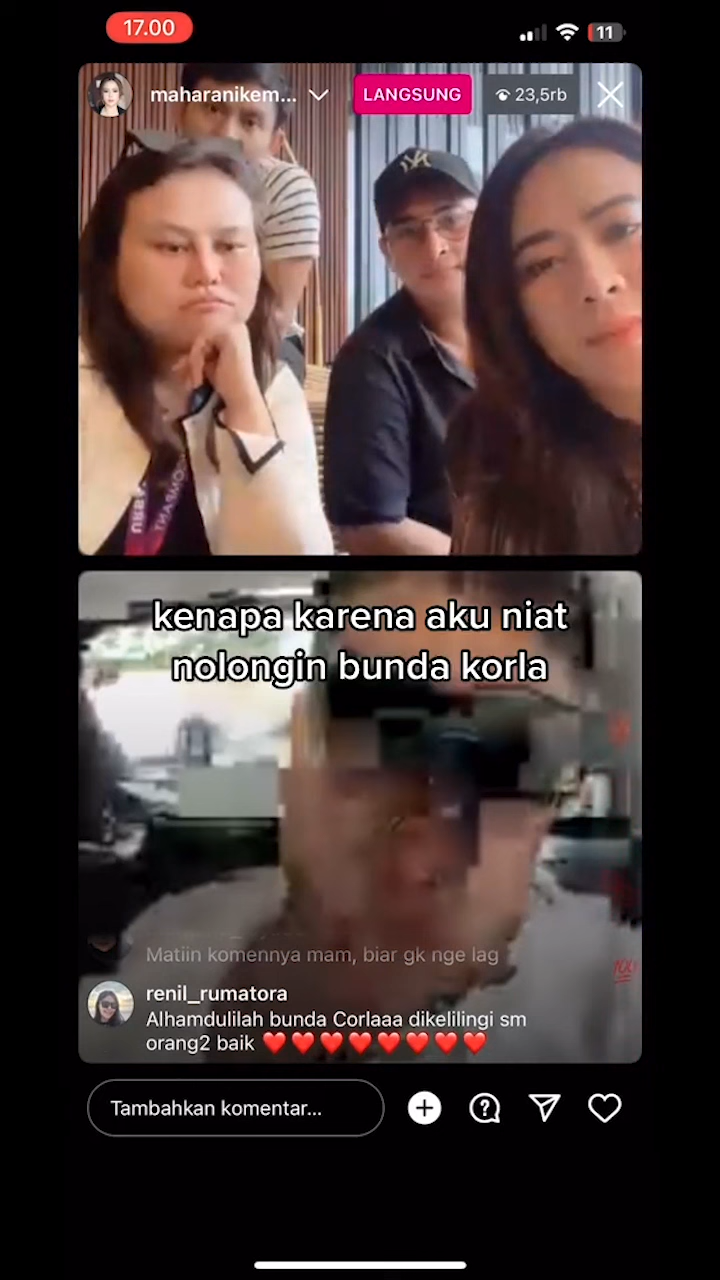 17.00
11
maharanikem...
LANGSUNG
23,5rb
kenapa karena aku niat
nolongin bunda korla
Matiin komennya mam, biar gk nge lag
renil_rumatora
Alhamdulilah bunda Corlaaa dikelilingi sm
orang2 baik ❤️❤️❤️❤️❤️❤️❤️❤️
Tambahkan komentar...